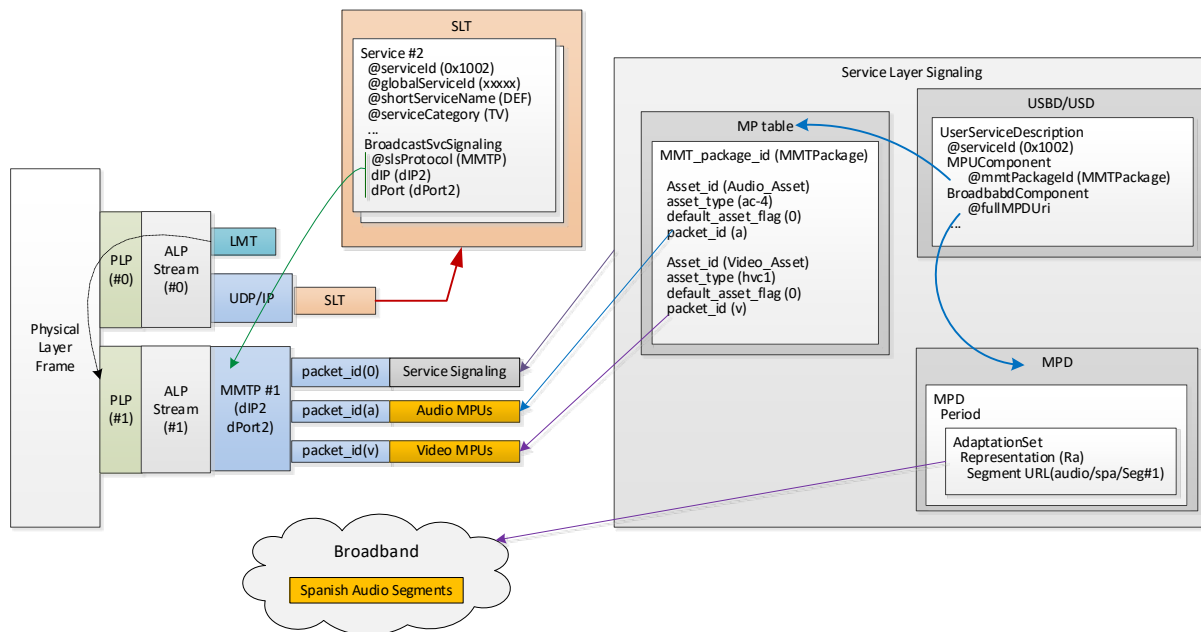 SLT
Service #2
@serviceId (0x1002)
@globalServiceId (xxxxx)
@shortServiceName (DEF)
@serviceCategory (TV)
...
BroadcastSvcSignaling
@slsProtocol (MMTP)
dIP (dIP2)
dPort (dPort2)
Service Layer Signaling
MP table
MMT_package_id (MMTPackage)
Asset_id (Audio_Asset)
asset_type (ac-4)
default_asset_flag (0)
packet_id (a)
Asset_id (Video_Asset)
asset_type (hvc1)
default_asset_flag (0)
packet_id (v)
USBD/USD
UserServiceDescription
@serviceId (0x1002)
MPUComponent
@mmtPackageId (MMTPackage)
BroadbabdComponent
@fullMPDUri
...
MPD
MPD
Period
AdaptationSet
Representation (Ra)
Segment URL(audio/spa/Seg#1)
Physical
Layer
Frame
PLP
(#0)
ALP
Stream
(#0)
LMT
UDP/IP
SLT
PLP
(#1)
ALP
Stream
(#1)
MMTP #1
(dIP2
dPort2)
packet_id(0)
Service Signaling
packet_id(a)
Audio MPUs
packet_id(v)
Video MPUs
Broadband
Spanish Audio Segments